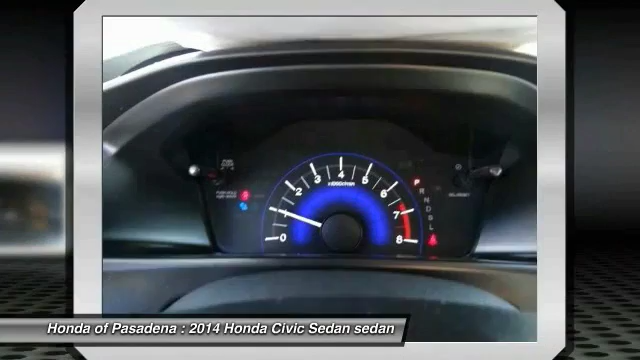 4
3
5
2
6
x1000r/min
1
7
0
8
P
R
N
D
S
L
Honda of Pasadena : 2014 Honda Civic Sedan sedan